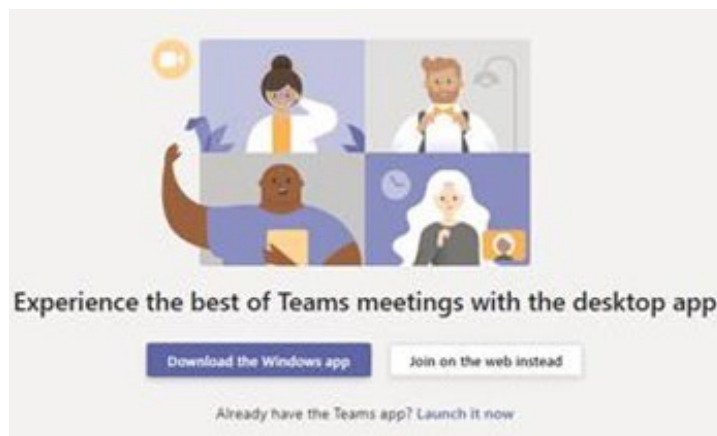 Experience the best of Teams meetings with the desktop app
Download the Windows app
Join on the web instead
Already have the Teams app? Launch it now